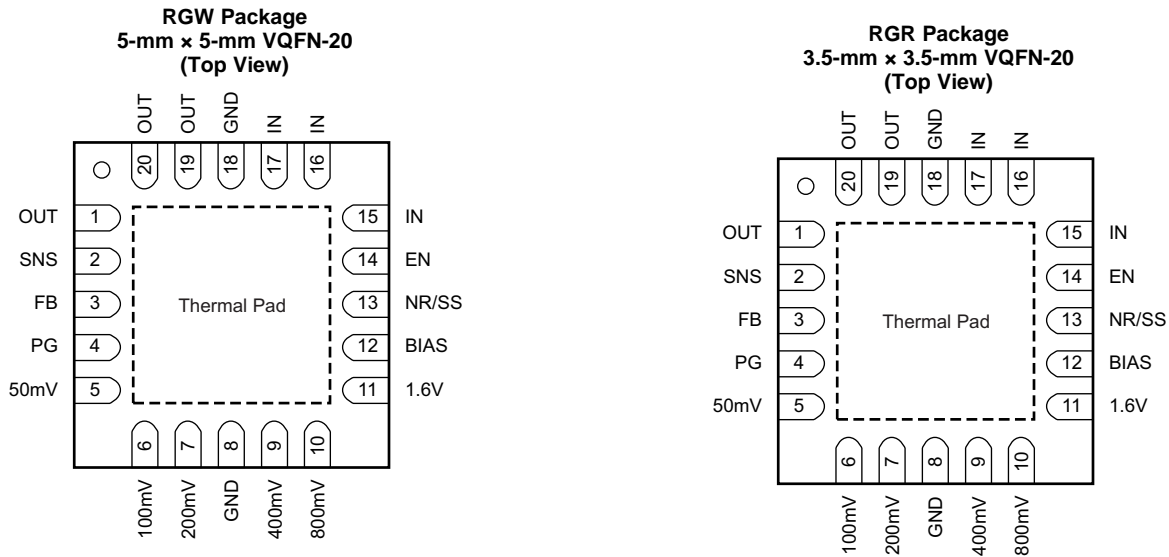 RGW Package
5-mm × 5-mm VQFN-20
(Top View)
OUT
OUT
GND
IN
IN
20
19
18
17
16
OUT 1
15 IN
SNS 2
14 EN
FB 3
Thermal Pad
13 NR/SS
PG 4
12 BIAS
50mV 5
11 1.6V
6
7
8
9
10
100mV
200mV
GND
400mV
800mV
RGR Package
3.5-mm × 3.5-mm VQFN-20
(Top View)
OUT
OUT
GND
IN
IN
20
19
18
17
16
OUT 1
15 IN
SNS 2
14 EN
FB 3
Thermal Pad
13 NR/SS
PG 4
12 BIAS
50mV 5
11 1.6V
6
7
8
9
10
100mV
200mV
GND
400mV
800mV